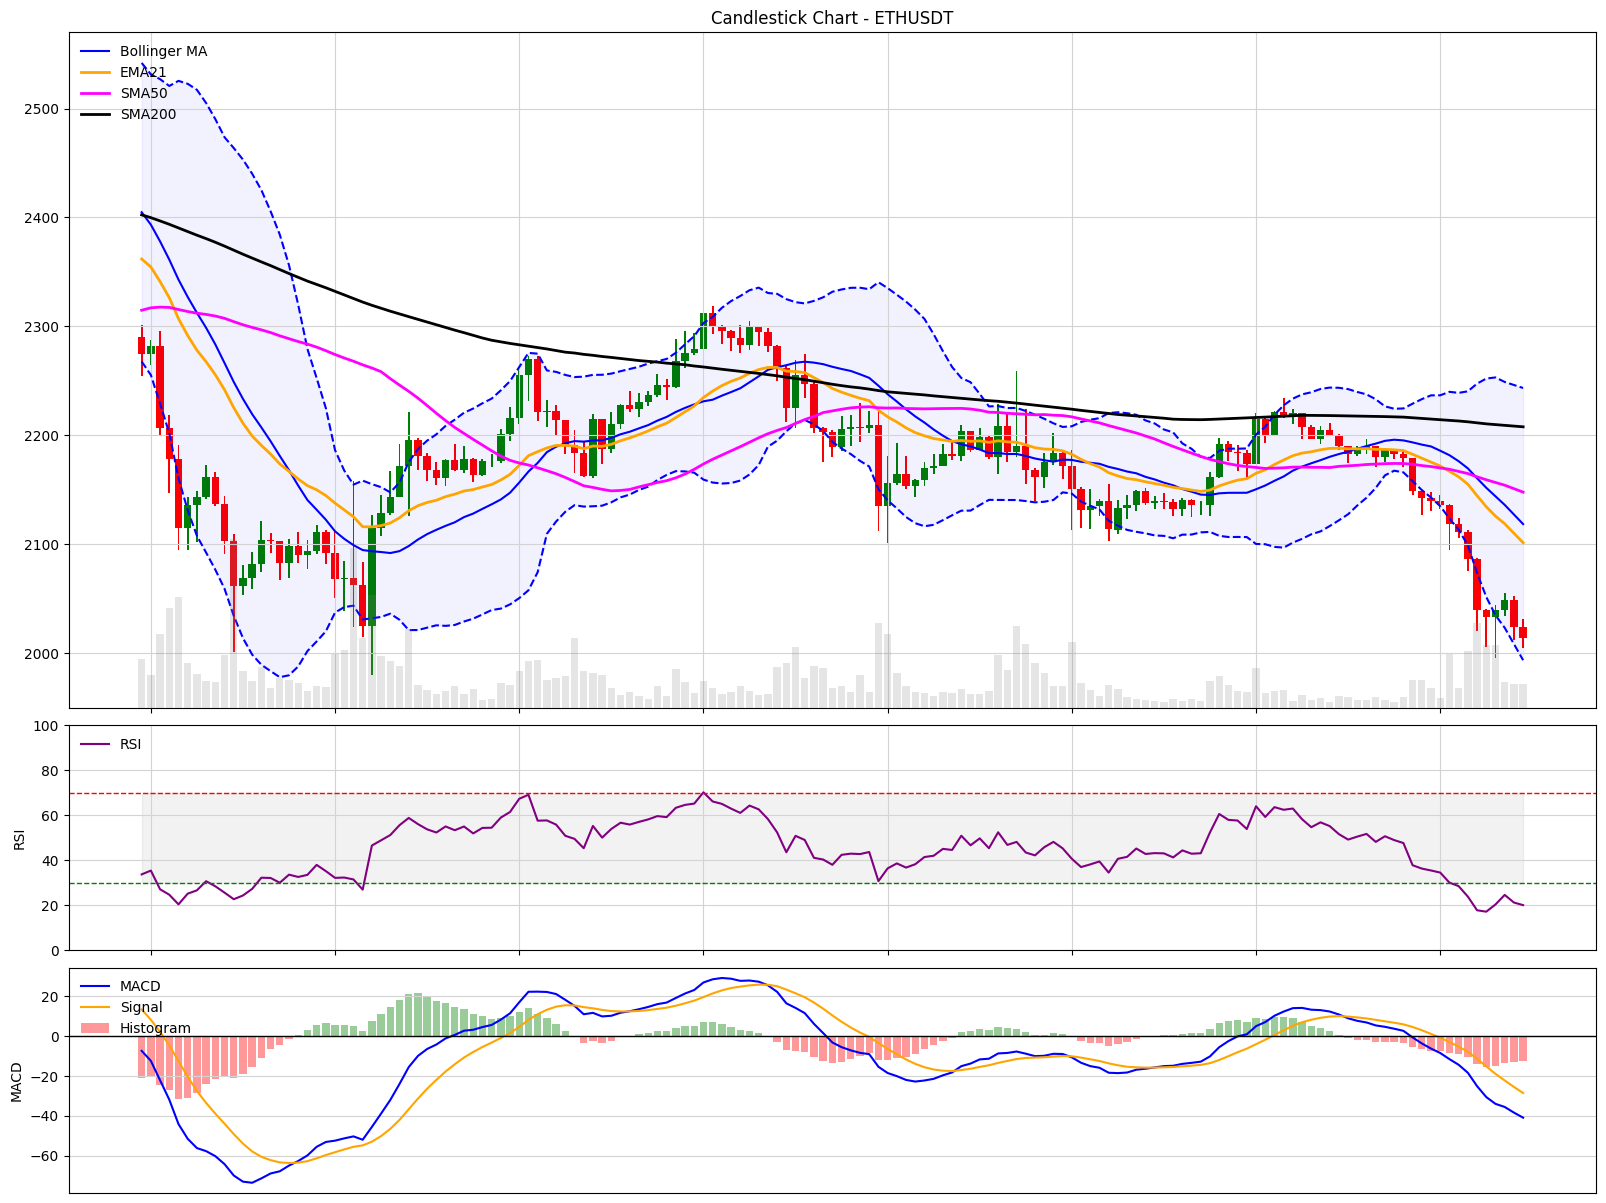 Candlestick Chart - ETHUSDT
Bollinger MA
EMA21
SMA50
SMA200
2500
2400
2300
2200
2100
2000
RSI
RSI
100
80
60
40
20
0
MACD
Signal
Histogram
MACD
20
0
−20
−40
−60